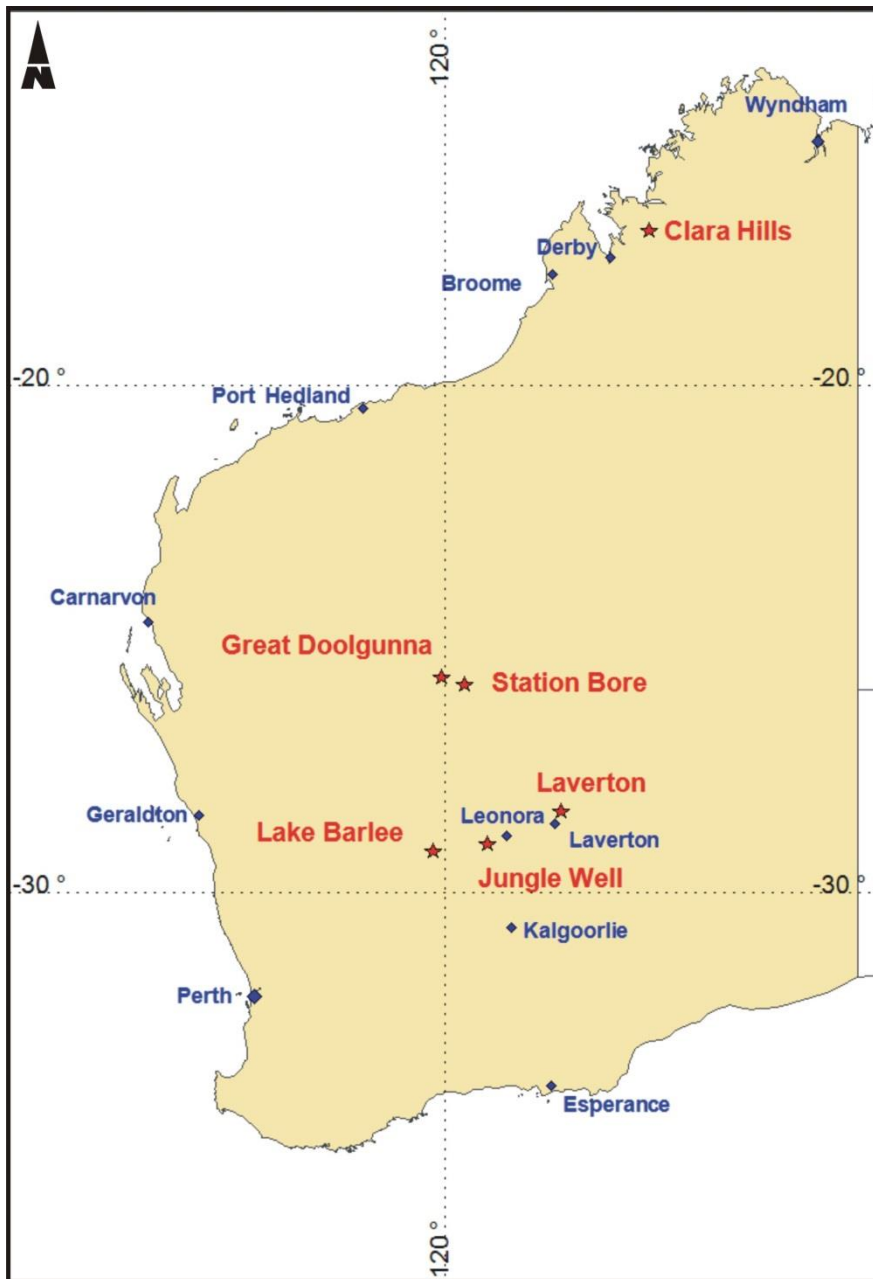 N
120 °
Wyndham
Clara Hills
Derby
Broome
-20 °
-20 °
Port Hedland
Carnarvon
Great Doolgunna
Station Bore
Laverton
Leonora
Geraldton
Laverton
Lake Barlee
Jungle Well
-30 °
-30 °
Kalgoorlie
Perth
Esperance
120 °